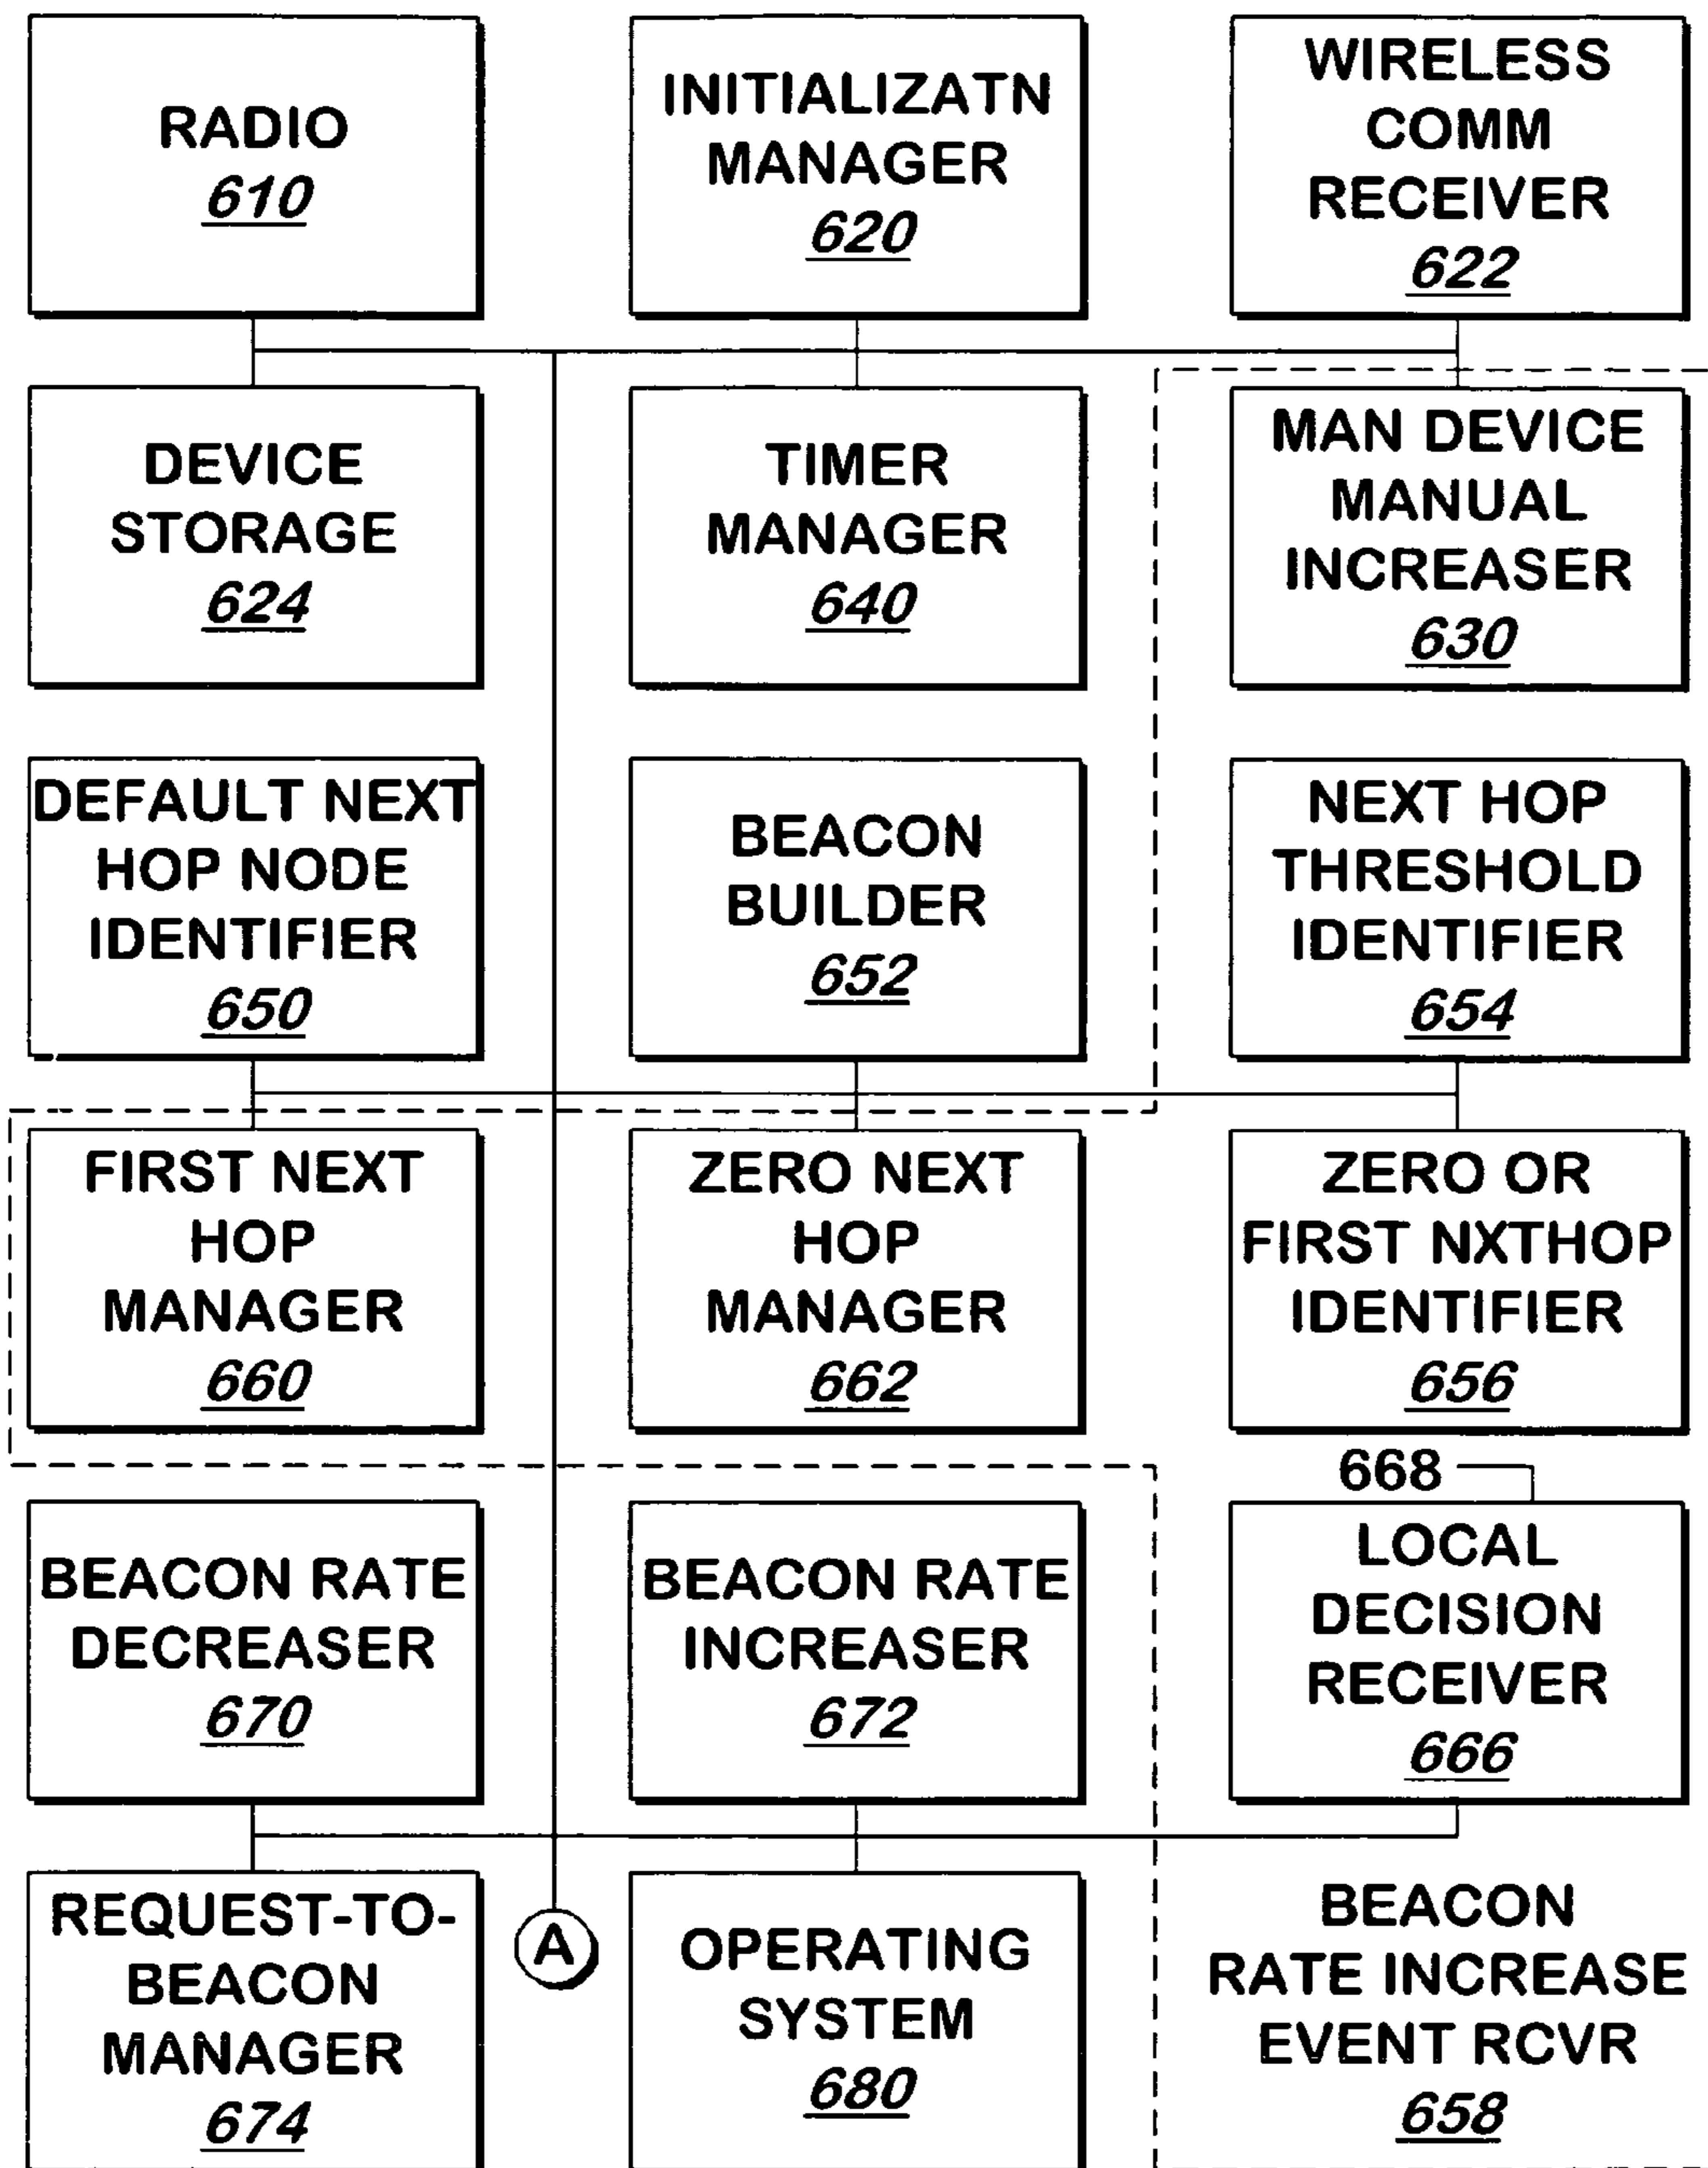 RADIO
610
INITIALIZATN
MANAGER
620
WIRELESS
COMM
RECEIVER
622
DEVICE
STORAGE
624
TIMER
MANAGER
640
MAN DEVICE
MANUAL
INCREASER
630
DEFAULT NEXT
HOP NODE
IDENTIFIER
650
BEACON
BUILDER
652
NEXT HOP
THRESHOLD
IDENTIFIER
654
FIRST NEXT
HOP
MANAGER
660
ZERO NEXT
HOP
MANAGER
662
ZERO OR
FIRST NXTHOP
IDENTIFIER
656
668
BEACON RATE
DECREASER
670
BEACON RATE
INCREASER
672
LOCAL
DECISION
RECEIVER
666
REQUEST-TO-
BEACON
MANAGER
674
A
OPERATING
SYSTEM
680
BEACON
RATE INCREASE
EVENT RCVR
658